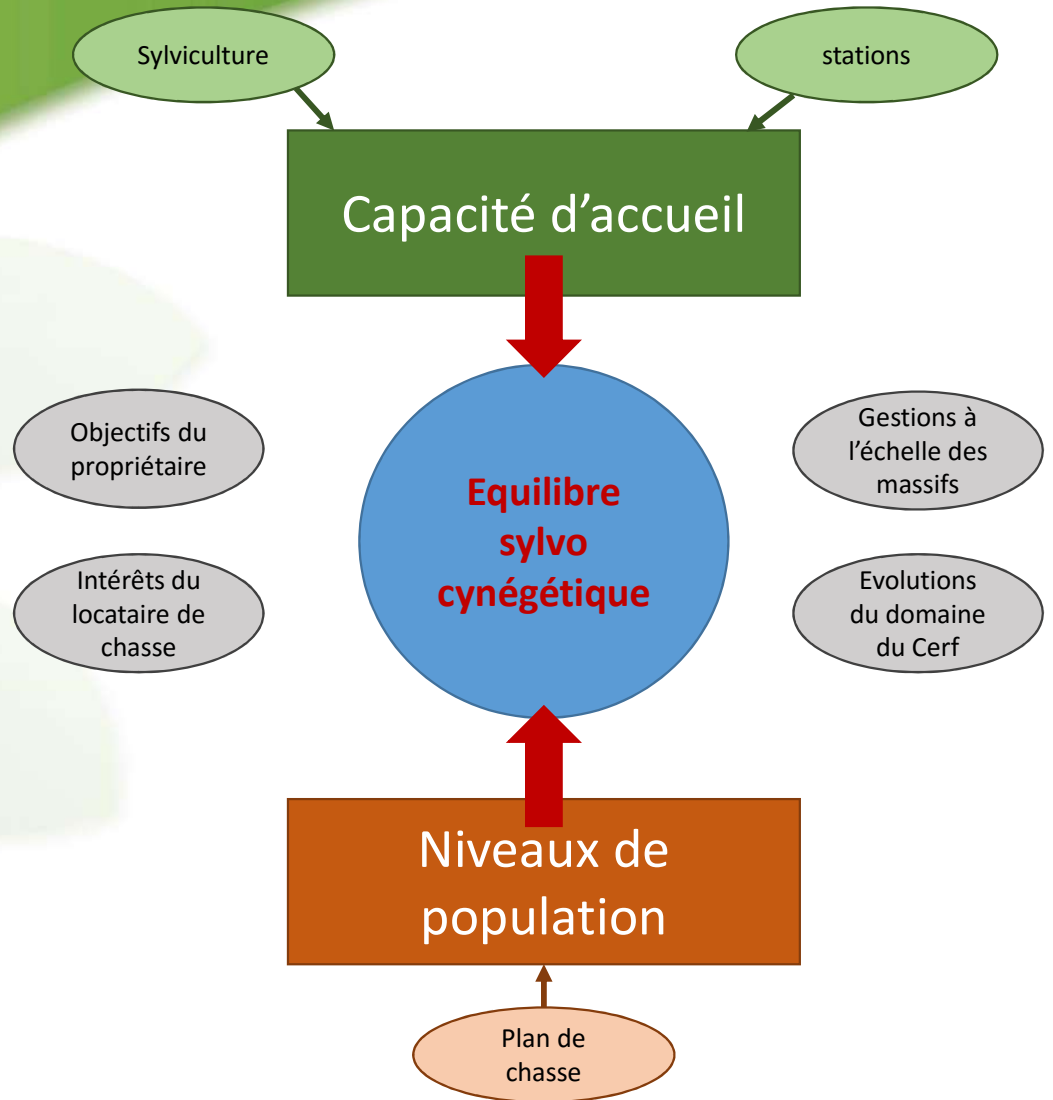 Sylviculture
stations
Capacité d'accueil
Objectifs du
propriétaire
Gestions à
l'échelle des
massifs
Equilibre
sylvo
cynégétique
Intérêts du
locataire de
chasse
Evolutions
du domaine
du Cerf
Niveaux de
population
Plan de
chasse